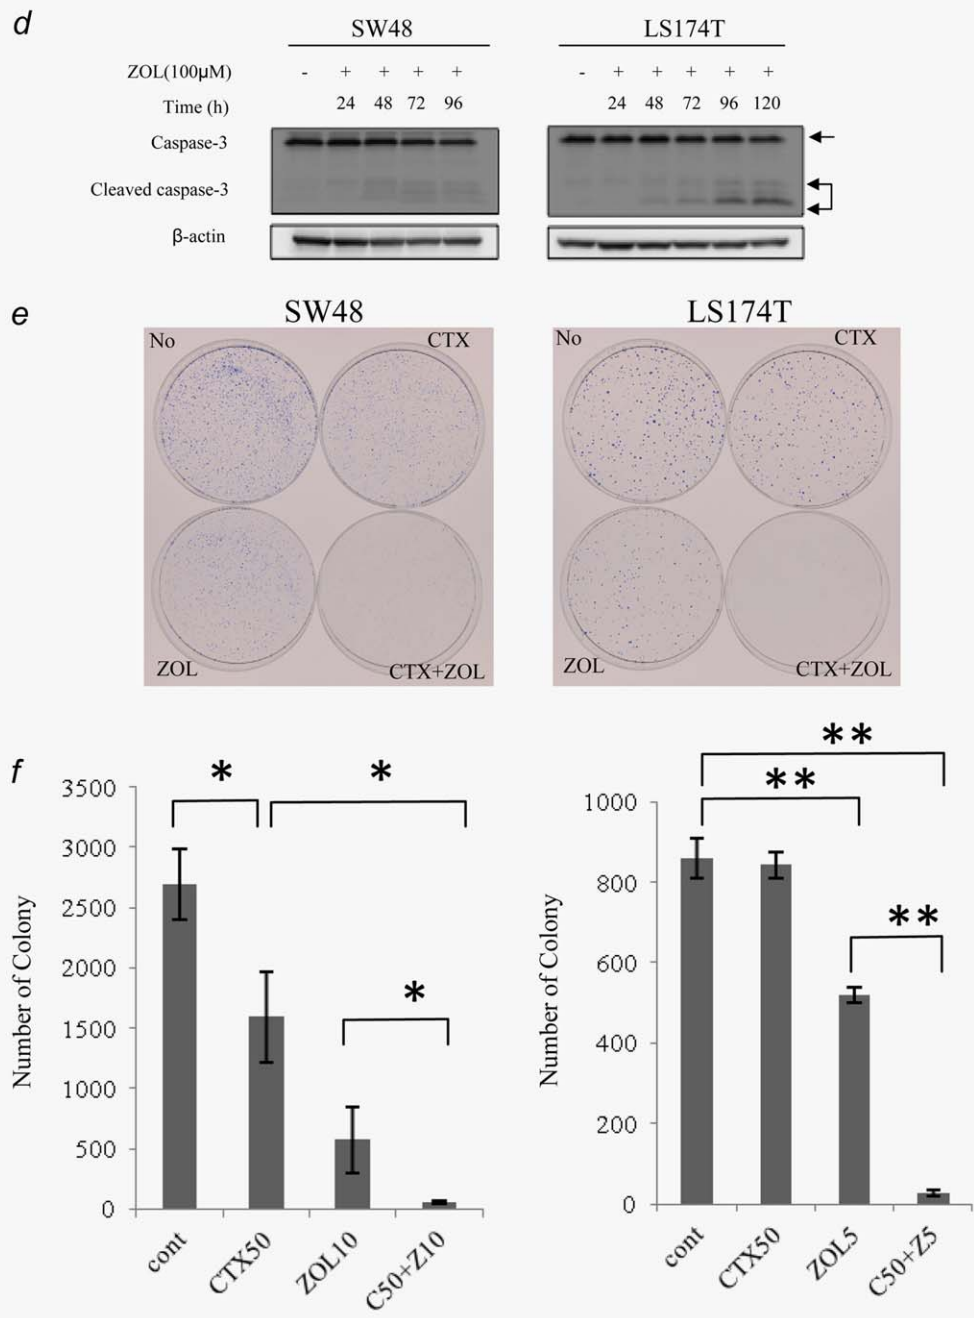 d
SW48 LS174T
ZOL(100μM) - + + + + - + + + + +
Time (h) 24 48 72 96 24 48 72 96 120
Caspase-3
Cleaved caspase-3
β-actin
e
SW48 LS174T
No CTX No CTX
ZOL CTX+ZOL ZOL CTX+ZOL
f
* *
*
3500
3000
2500
2000
1500
1000
500
0
Number of Colony
cont CTX50 ZOL10 C50+Z10
**
**
**
1000
800
600
400
200
0
Number of Colony
cont CTX50 ZOL5 C50+Z5